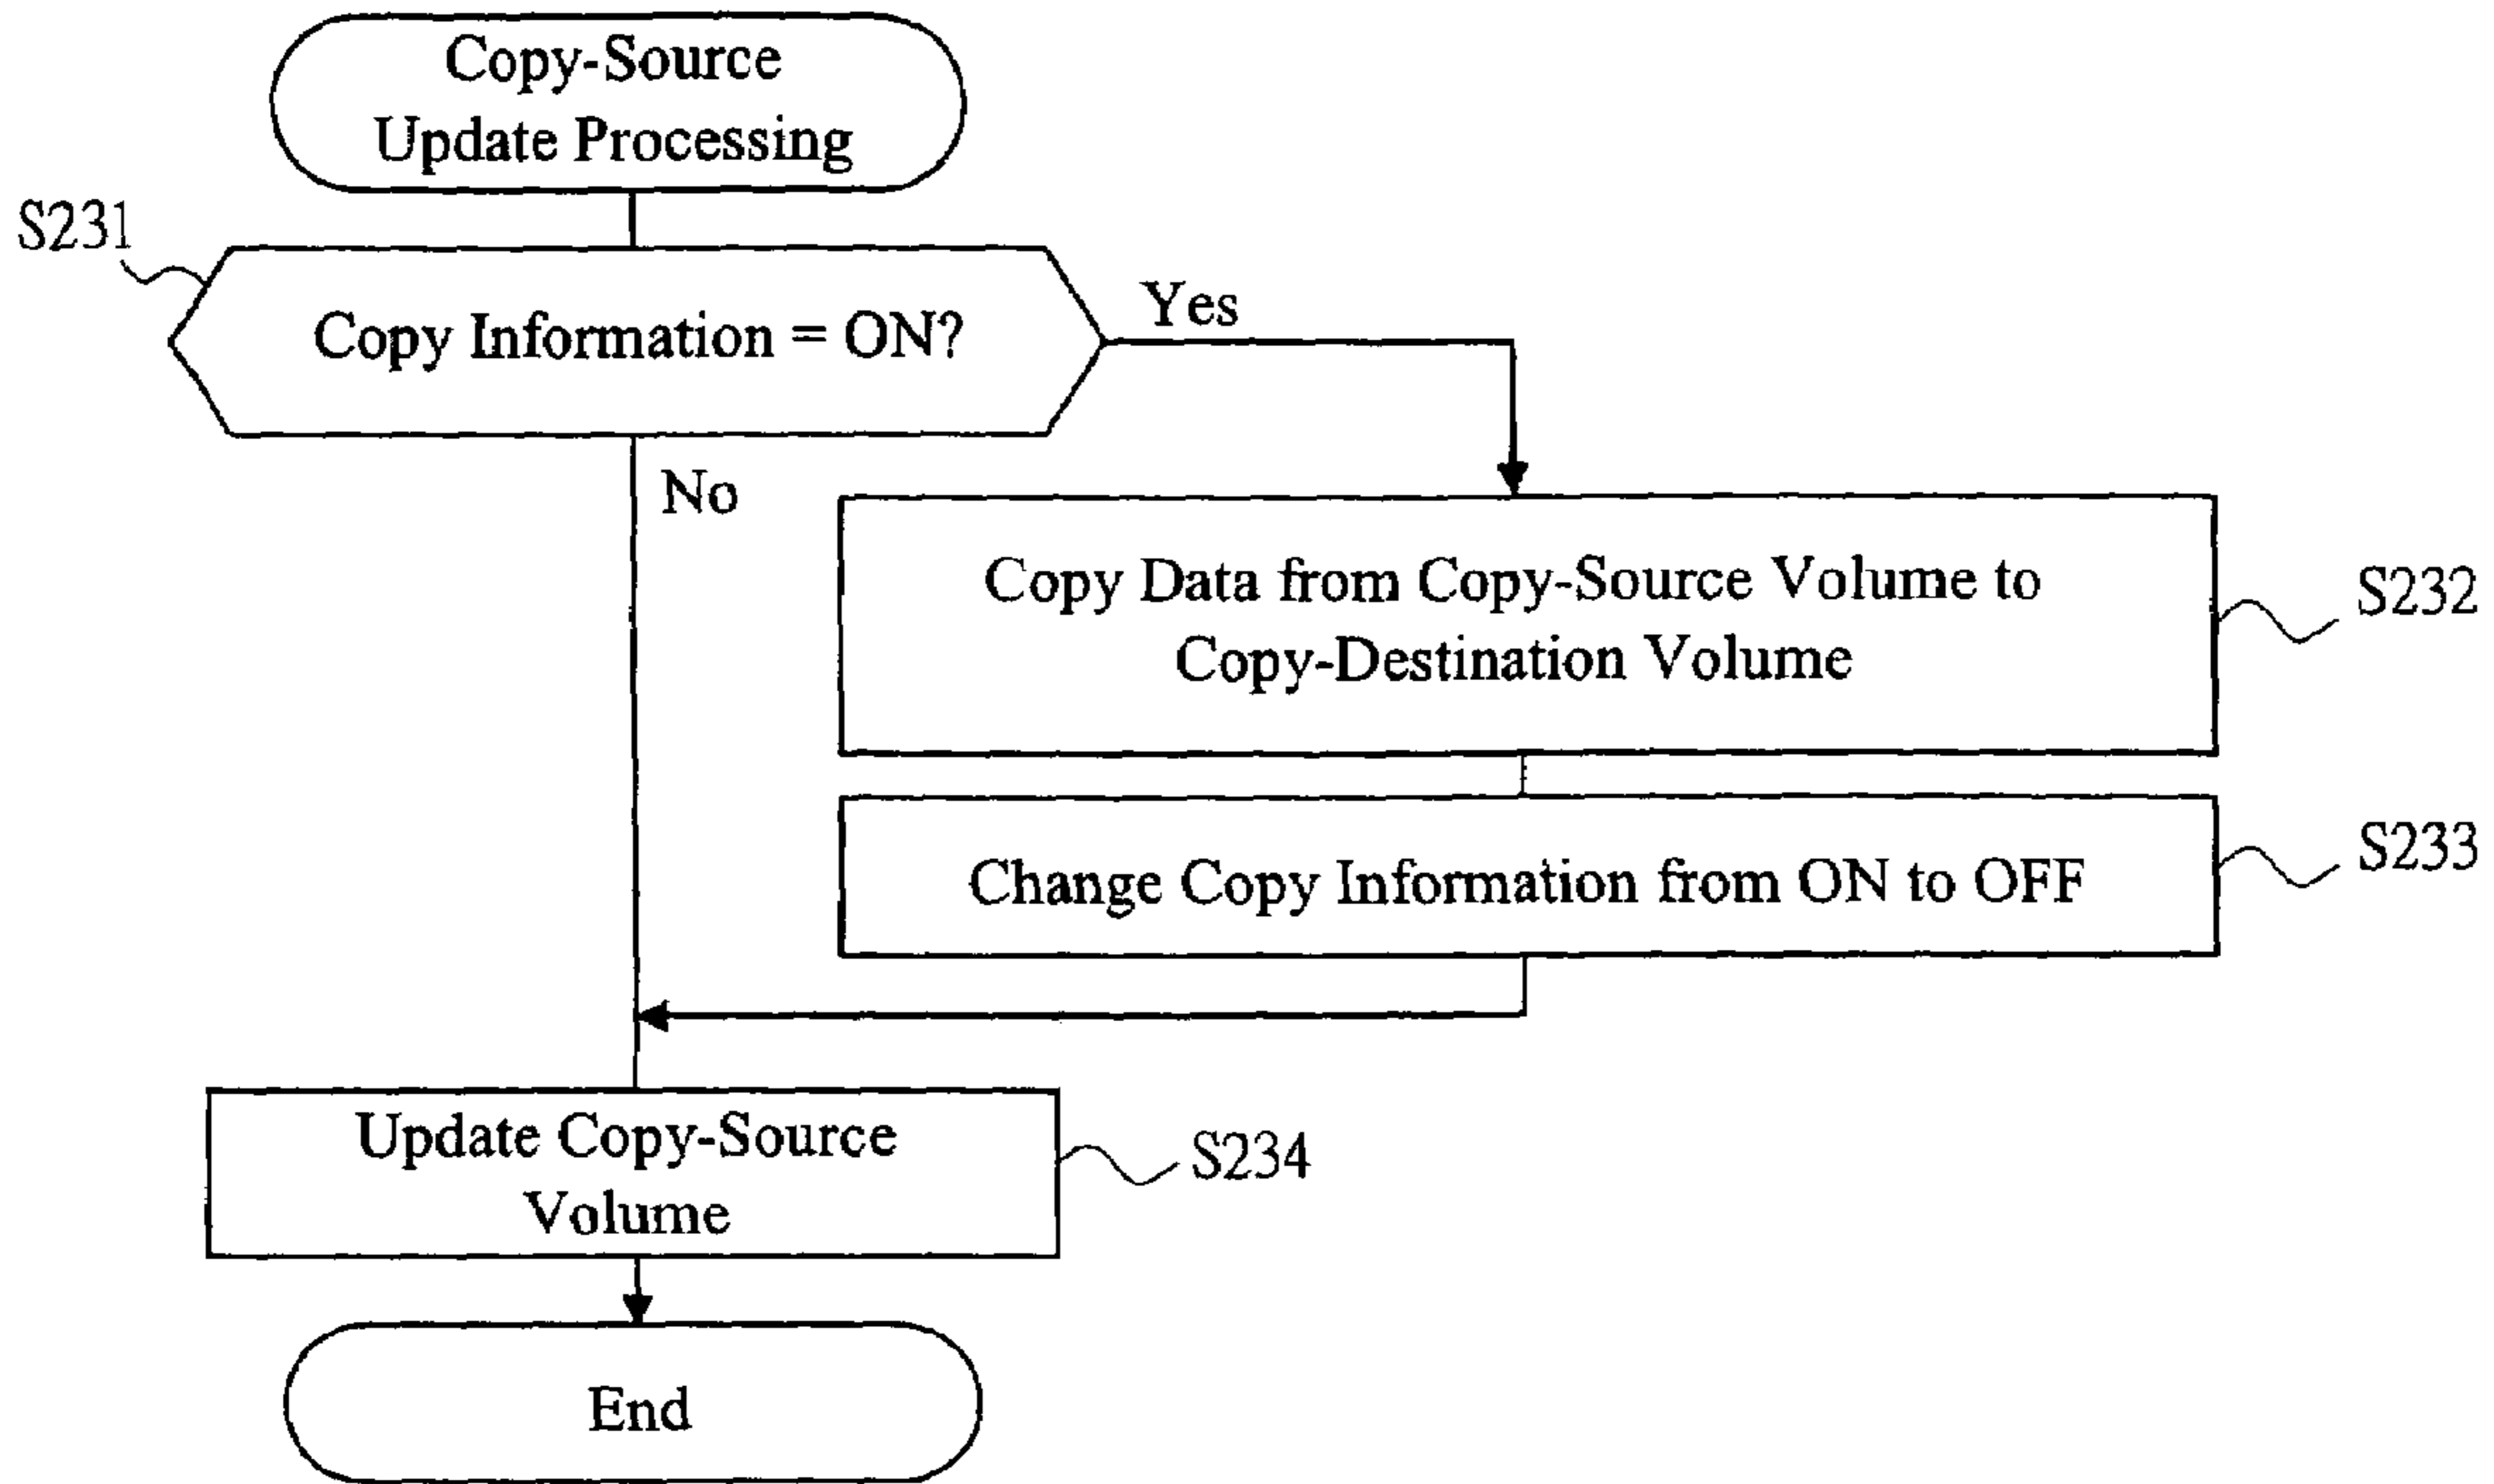 Copy-Source
Update Processing
S231
Copy Information = ON?
Yes
No
Copy Data from Copy-Source Volume to
Copy-Destination Volume
S232
Change Copy Information from ON to OFF
S233
Update Copy-Source
Volume
S234
End